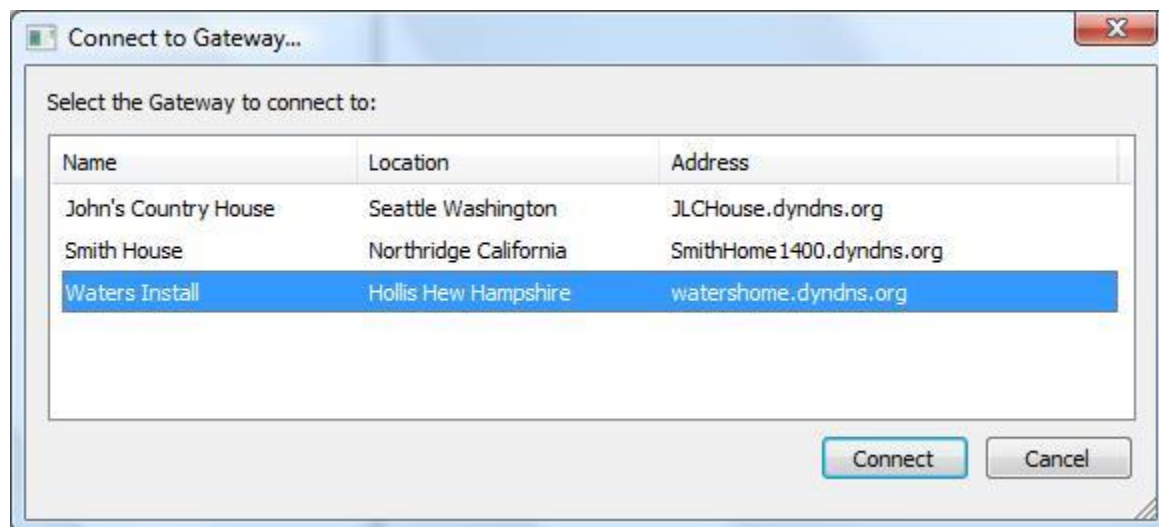 Connect to Gateway...
Select the Gateway to connect to:
Name Location Address
John's Country House Seattle Washington JLCHouse.dyndns.org
Smith House Northridge California SmithHome1400.dyndns.org
Waters Install Hollis Hew Hampshire watershome.dyndns.org
Connect Cancel